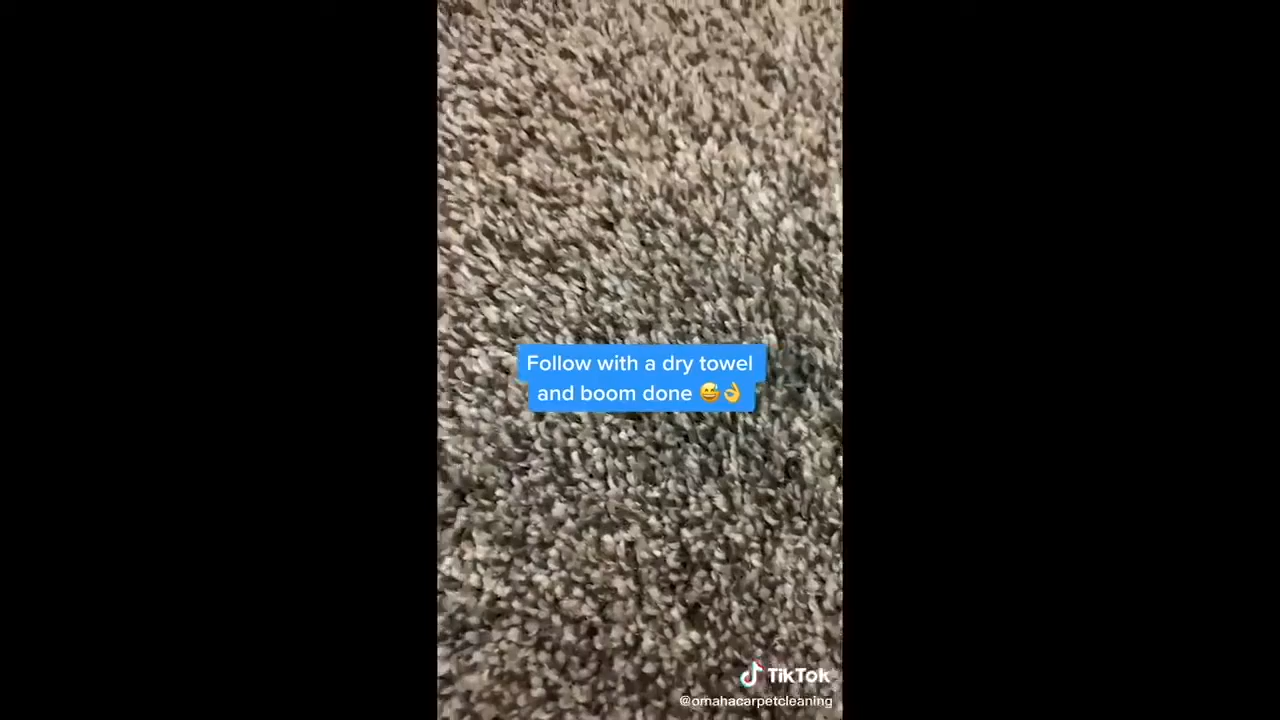 Follow with a dry towel
and boom done 😅👌
TikTok
@omahacarpetcleaning